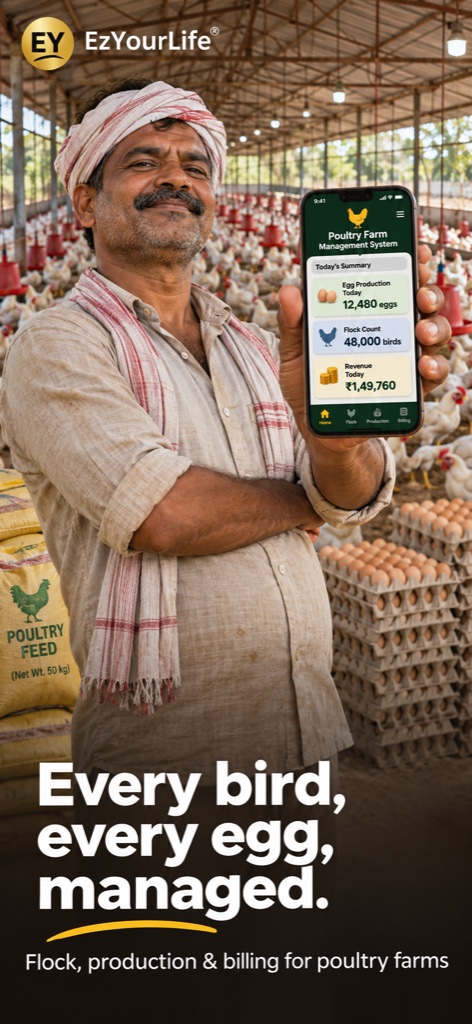 EY EzYourLife®
9:41
Poultry Farm
Management System
Today's Summary
Egg Production
Today
12,480 eggs
Flock Count
48,000 birds
Revenue
Today
₹1,49,760
Home Flock Production Billing
POULTRY
FEED
(Net Wt. 50 kg)
Every bird,
every egg,
managed.
Flock, production & billing for poultry farms